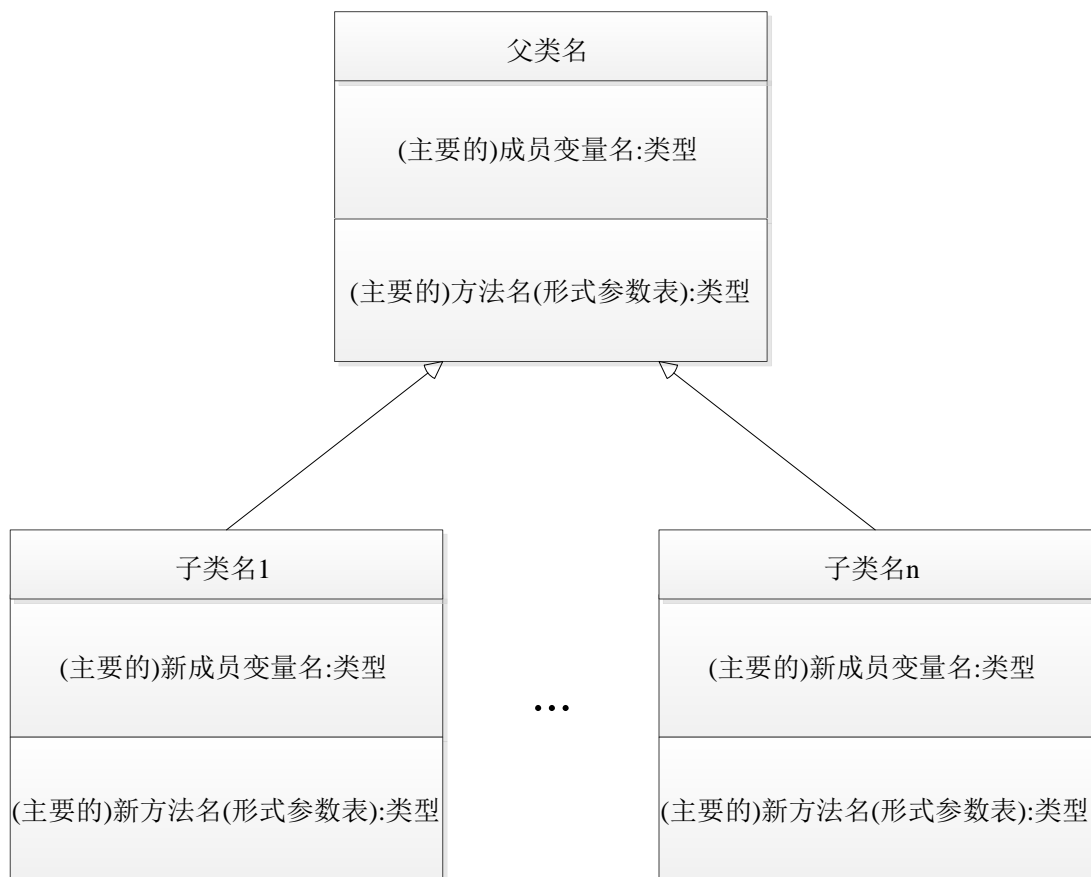 父类名
(主要的)成员变量名:类型
(主要的)方法名(形式参数表):类型
子类名1
子类名n
(主要的)新成员变量名:类型
(主要的)新成员变量名:类型
...
(主要的)新方法名(形式参数表):类型
(主要的)新方法名(形式参数表):类型